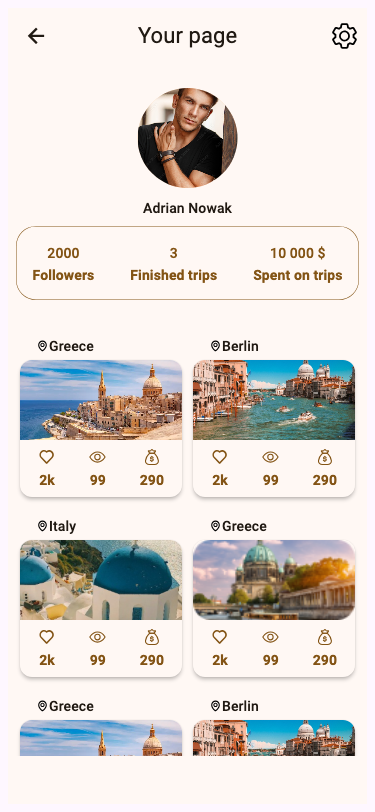 Your page
Adrian Nowak
2000 3 10 000 $
Followers Finished trips Spent on trips
Greece Berlin
2k 99 290 2k 99 290
Italy Greece
2k 99 290 2k 99 290
Greece Berlin